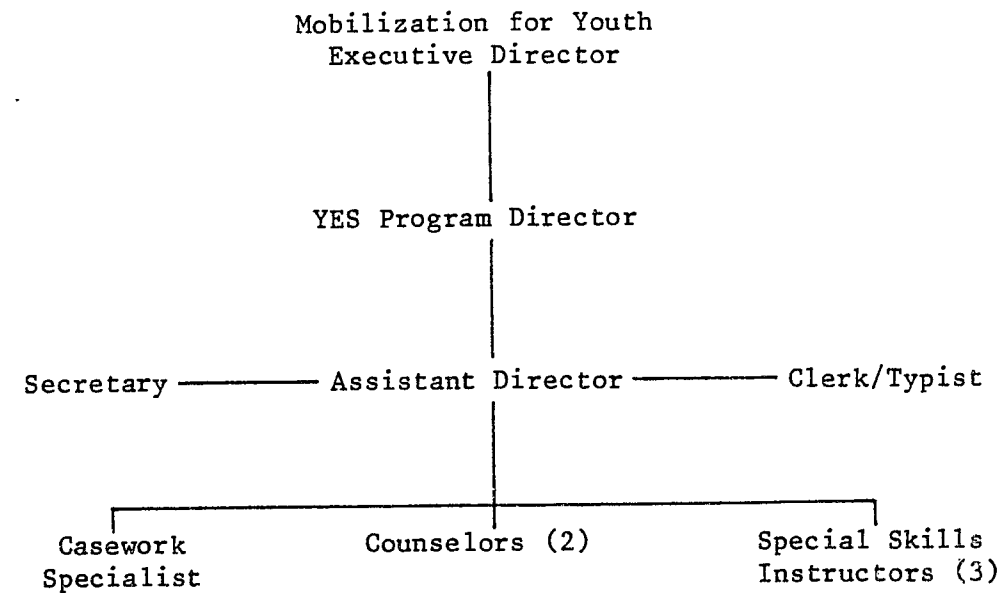 Mobilization for Youth
Executive Director
YES Program Director
Secretary
Assistant Director
Clerk/Typist
Casework
Specialist
Counselors (2)
Special Skills
Instructors (3)